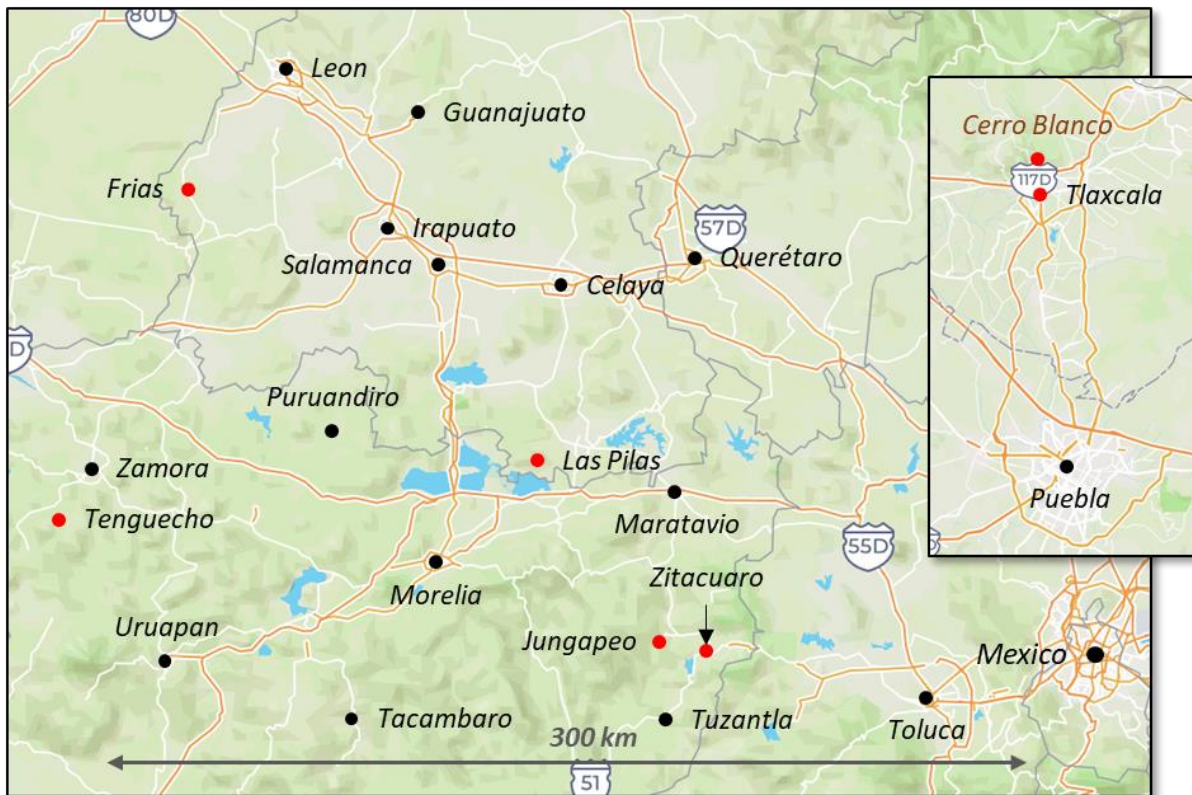 80D
Leon
Guanajuato
Cerro Blanco
Frias
117D
Tlaxcala
Irapuato
57D
Salamanca
Querétaro
Celaya
D
Puruandiro
Las Pilas
Zamora
Puebla
Tenguecho
Maratavio
55D
Zitacuaro
Morelia
Uruapan
Jungapeo
Mexico
Tacambaro
Tuzantla
Toluca
300 km
51